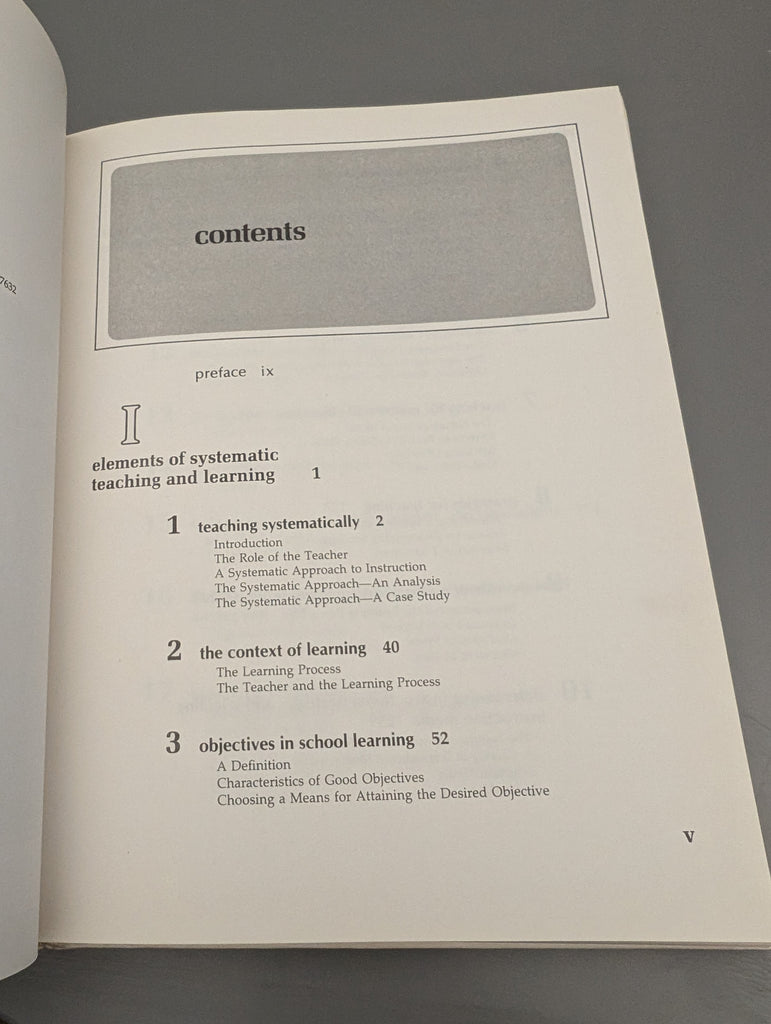 7632
contents
preface ix
I
elements of systematic
teaching and learning 1
1 teaching systematically 2
Introduction
The Role of the Teacher
A Systematic Approach to Instruction
The Systematic Approach—An Analysis
The Systematic Approach—A Case Study
2 the context of learning 40
The Learning Process
The Teacher and the Learning Process
3 objectives in school learning 52
A Definition
Characteristics of Good Objectives
Choosing a Means for Attaining the Desired Objective
v